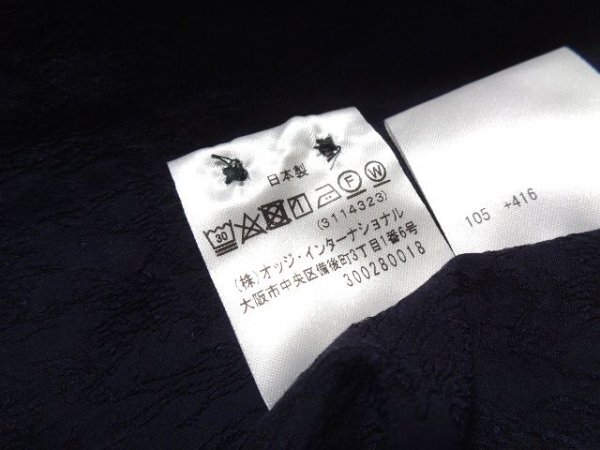 日本製
30 P W
(3114323)
(株)オッジ・インターナショナル
大阪市中央区備後町3丁目1番6号
300280018
105 +416